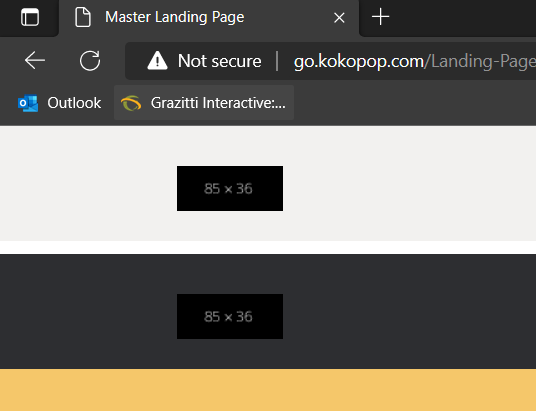 Master Landing Page
Not secure | go.kokopop.com/Landing-Page
Outlook Grazitti Interactive:...
85 × 36
85 × 36